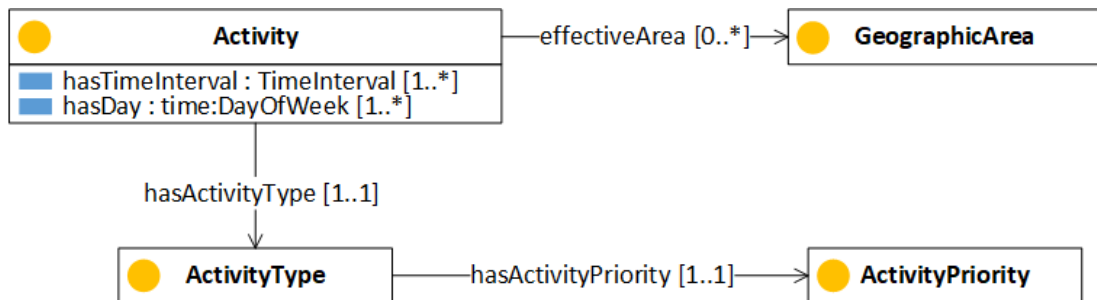 Activity
effectiveArea [0..*]
GeographicArea
hasTimeInterval : TimeInterval [1..*]
hasDay : time:DayOfWeek [1..*]
hasActivityType [1..1]
ActivityType
hasActivityPriority [1..1]
ActivityPriority